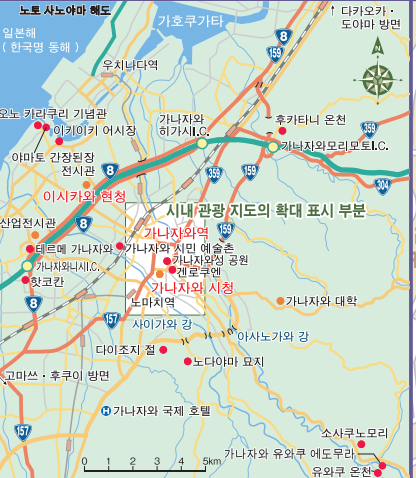 노토 사노야마 해도
↑ 다카오카・
도야마 방면
가호쿠가타
일본해
( 한국명 동해 )
8
159
N
우치나다역
159
오노 카라쿠리 기념관
이키이키 어시장
가나자와
히가시I.C.
후카타니 온천
359
가나자와모리모토I.C.
야마토 간장된장
전시관
8
359
159
304
이시카와 현청
시내 관광 지도의 확대 표시 부분
산업전시관
8
가나자와역
159
테르메 가나자와
가나자와 시민 예술촌
가나자와성 공원
가나자와니시I.C.
겐로쿠엔
핫코칸
가나자와 시청
8
노마치역
가나자와 대학
157
사이가와 강
아사노가와 강
다이조지 절
노다야마 묘지
고마쓰・후쿠이 방면
H 가나자와 국제 호텔
157
소사쿠노모리
가나자와 유와쿠 에도무라
유와쿠 온천
0 1 2 3 4 5km